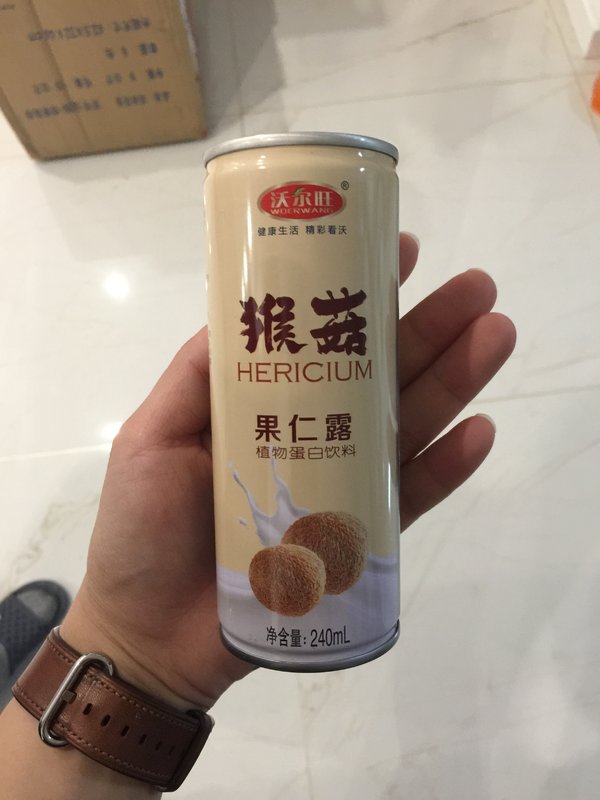 沃尔旺®
WOERWANG
健康生活 精彩看沃
猴菇
HERICIUM
果仁露
植物蛋白饮料
净含量: 240mL